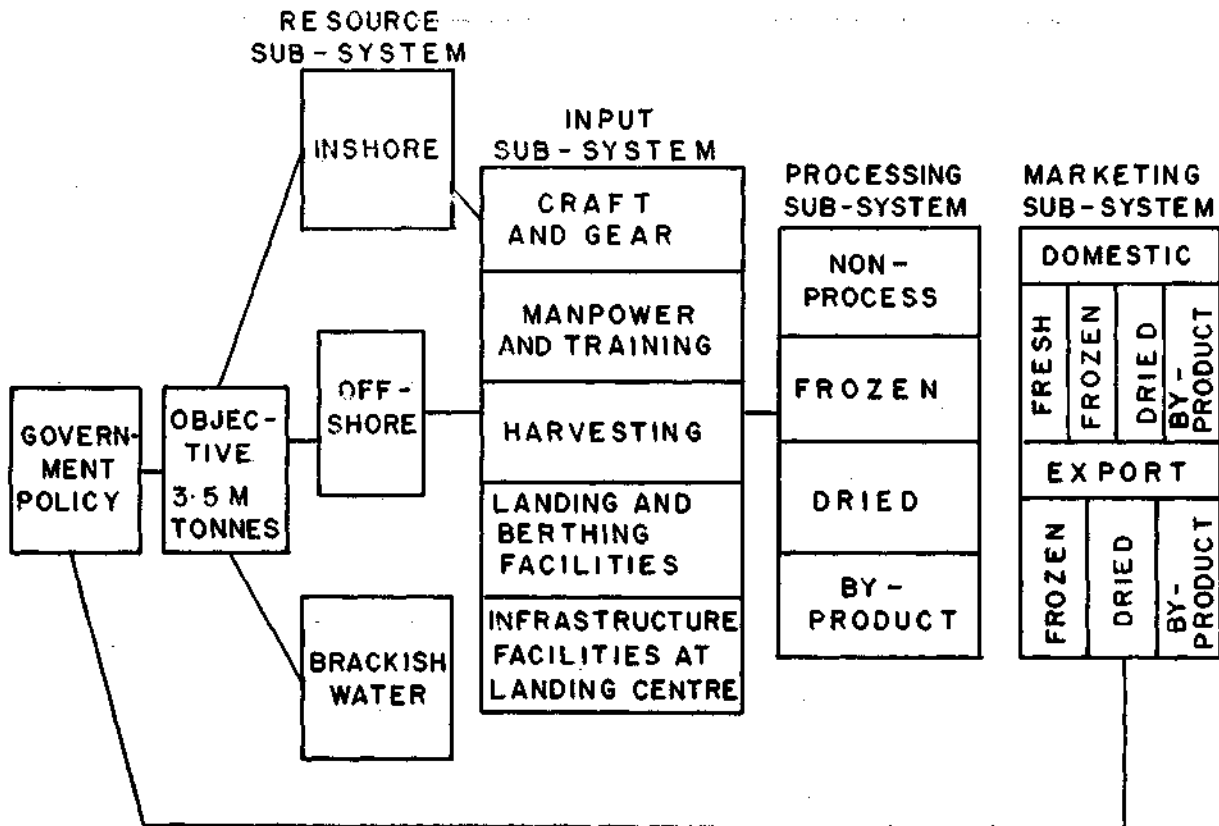 RESOURCE
SUB-SYSTEM
INSHORE
OFF-
SHORE
BRACKISH
WATER
GOVERN-
MENT
POLICY
OBJEC-
TIVE
3·5 M
TONNES
INPUT
SUB-SYSTEM
CRAFT
AND GEAR
MANPOWER
AND TRAINING
HARVESTING
LANDING AND
BERTHING
FACILITIES
INFRASTRUCTURE
FACILITIES AT
LANDING CENTRE
PROCESSING
SUB-SYSTEM
NON-
PROCESS
FROZEN
DRIED
BY-
PRODUCT
MARKETING
SUB-SYSTEM
DOMESTIC
FRESH
FROZEN
DRIED
BY-
PRODUCT
EXPORT
FROZEN
DRIED
BY-
PRODUCT